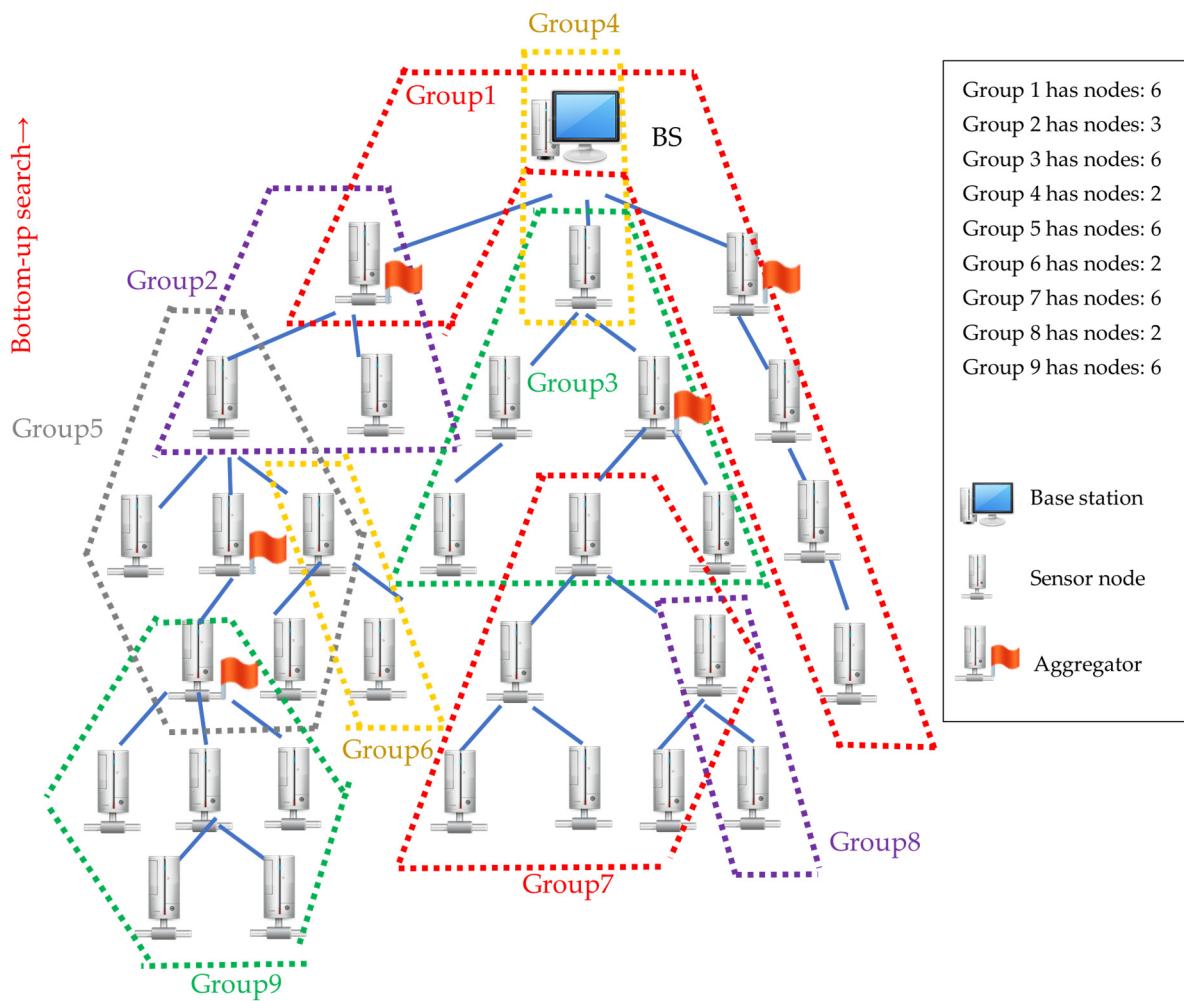 Group4
Group1
BS
Bottom-up search→
Group2
Group3
Group5
Group6
Group8
Group7
Group9
Group 1 has nodes: 6
Group 2 has nodes: 3
Group 3 has nodes: 6
Group 4 has nodes: 2
Group 5 has nodes: 6
Group 6 has nodes: 2
Group 7 has nodes: 6
Group 8 has nodes: 2
Group 9 has nodes: 6
Base station
Sensor node
Aggregator